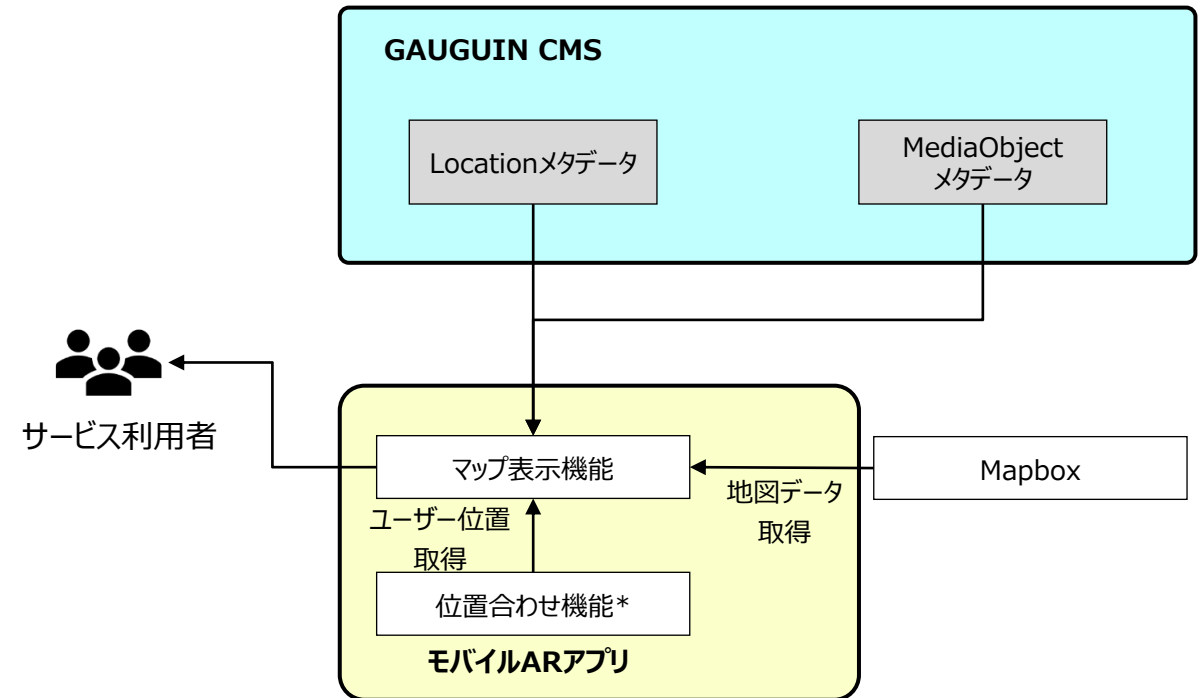 GAUGUIN CMS
Locationメタデータ
MediaObject
メタデータ
サービス利用者
マップ表示機能
Mapbox
地図データ
取得
ユーザー位置
取得
位置合わせ機能*
モバイルARアプリ